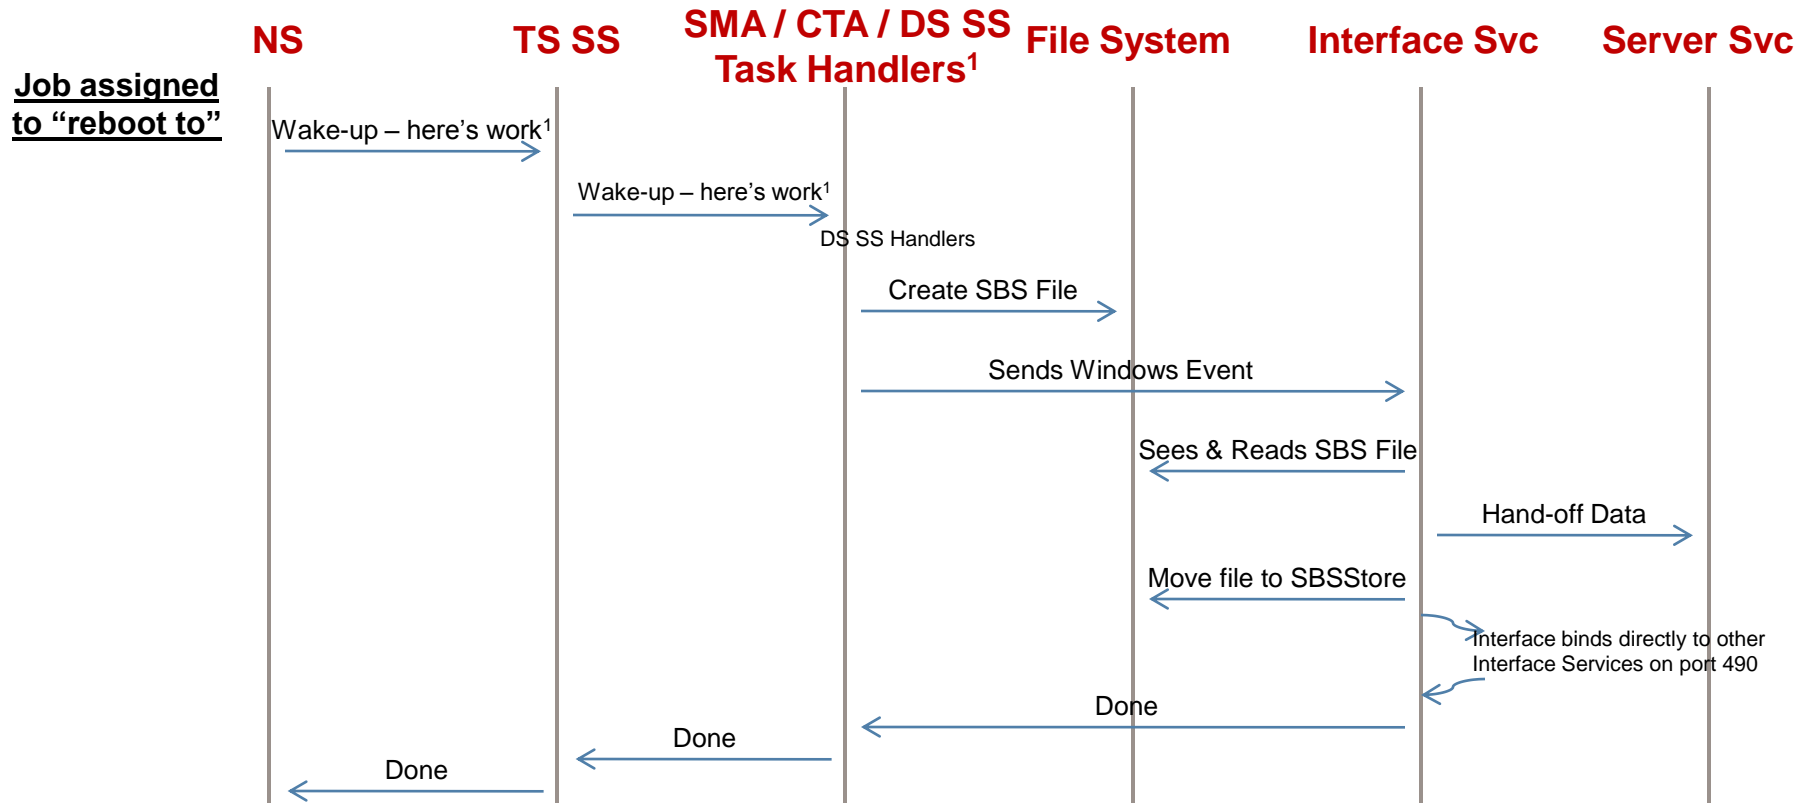 NS
TS SS
SMA / CTA / DS SS
Task Handlers¹
File System
Interface Svc
Server Svc
Job assigned
to “reboot to”
Wake-up – here’s work¹
Wake-up – here’s work¹
DS SS Handlers
Create SBS File
Sends Windows Event
Sees & Reads SBS File
Hand-off Data
Move file to SBSStore
Interface binds directly to other
Interface Services on port 490
Done
Done
Done